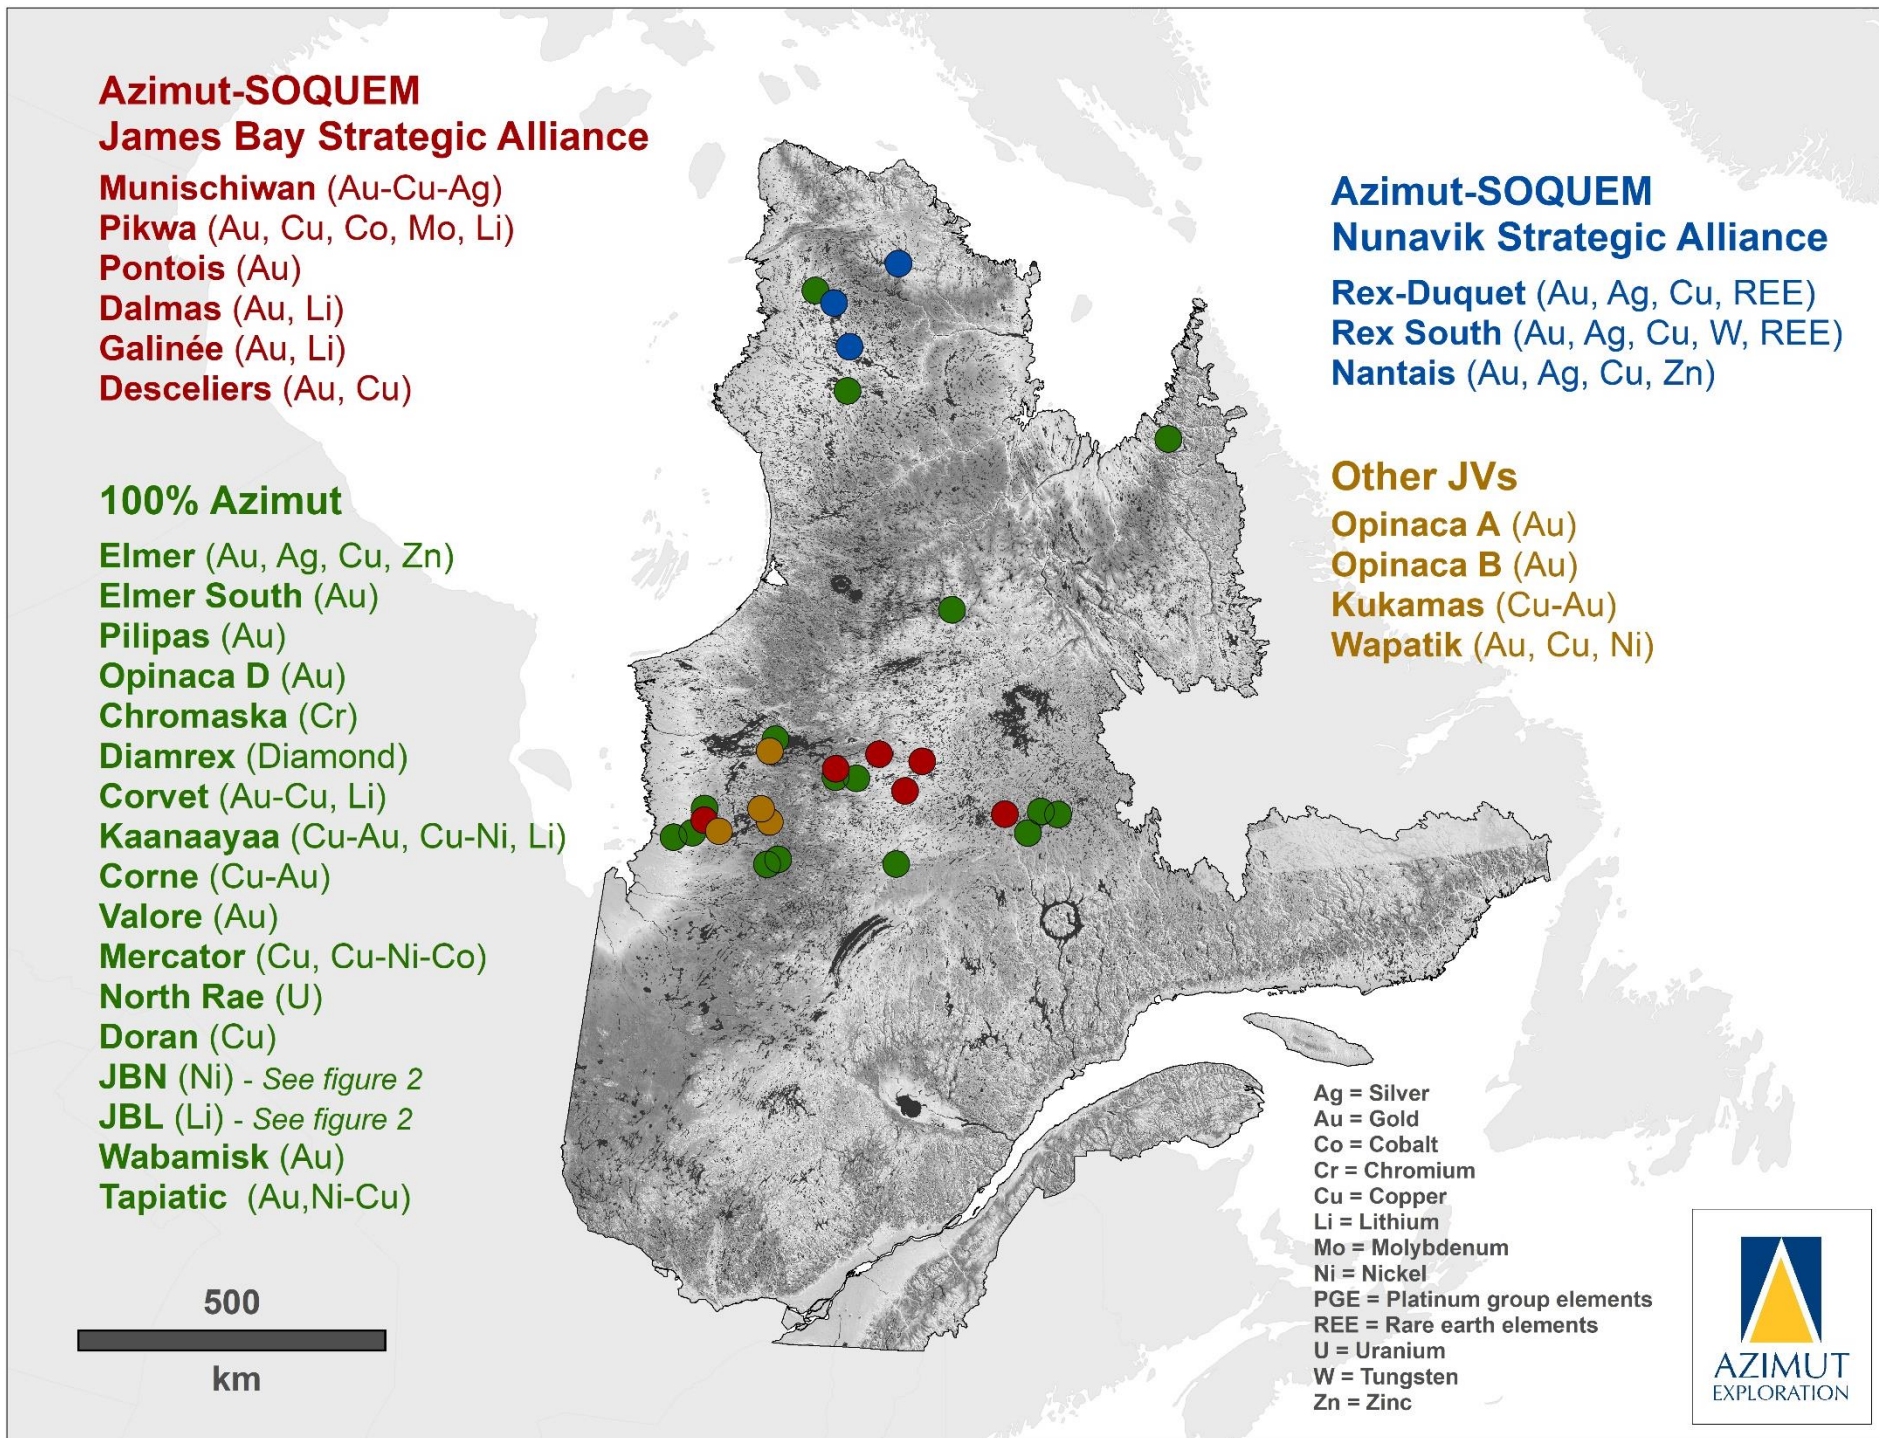 Azimut-SOQUEM
James Bay Strategic Alliance
Munischiwan (Au-Cu-Ag)
Pikwa (Au, Cu, Co, Mo, Li)
Pontois (Au)
Dalmas (Au, Li)
Galinée (Au, Li)
Desceliers (Au, Cu)
100% Azimut
Elmer (Au, Ag, Cu, Zn)
Elmer South (Au)
Pilipas (Au)
Opinaca D (Au)
Chromaska (Cr)
Diamrex (Diamond)
Corvet (Au-Cu, Li)
Kaanaayaa (Cu-Au, Cu-Ni, Li)
Corne (Cu-Au)
Valore (Au)
Mercator (Cu, Cu-Ni-Co)
North Rae (U)
Doran (Cu)
JBN (Ni) - See figure 2
JBL (Li) - See figure 2
Wabamisk (Au)
Tapiatic (Au,Ni-Cu)
500
km
Azimut-SOQUEM
Nunavik Strategic Alliance
Rex-Duquet (Au, Ag, Cu, REE)
Rex South (Au, Ag, Cu, W, REE)
Nantais (Au, Ag, Cu, Zn)
Other JVs
Opinaca A (Au)
Opinaca B (Au)
Kukamas (Cu-Au)
Wapatik (Au, Cu, Ni)
Ag = Silver
Au = Gold
Co = Cobalt
Cr = Chromium
Cu = Copper
Li = Lithium
Mo = Molybdenum
Ni = Nickel
PGE = Platinum group elements
REE = Rare earth elements
U = Uranium
W = Tungsten
Zn = Zinc
AZIMUT
EXPLORATION